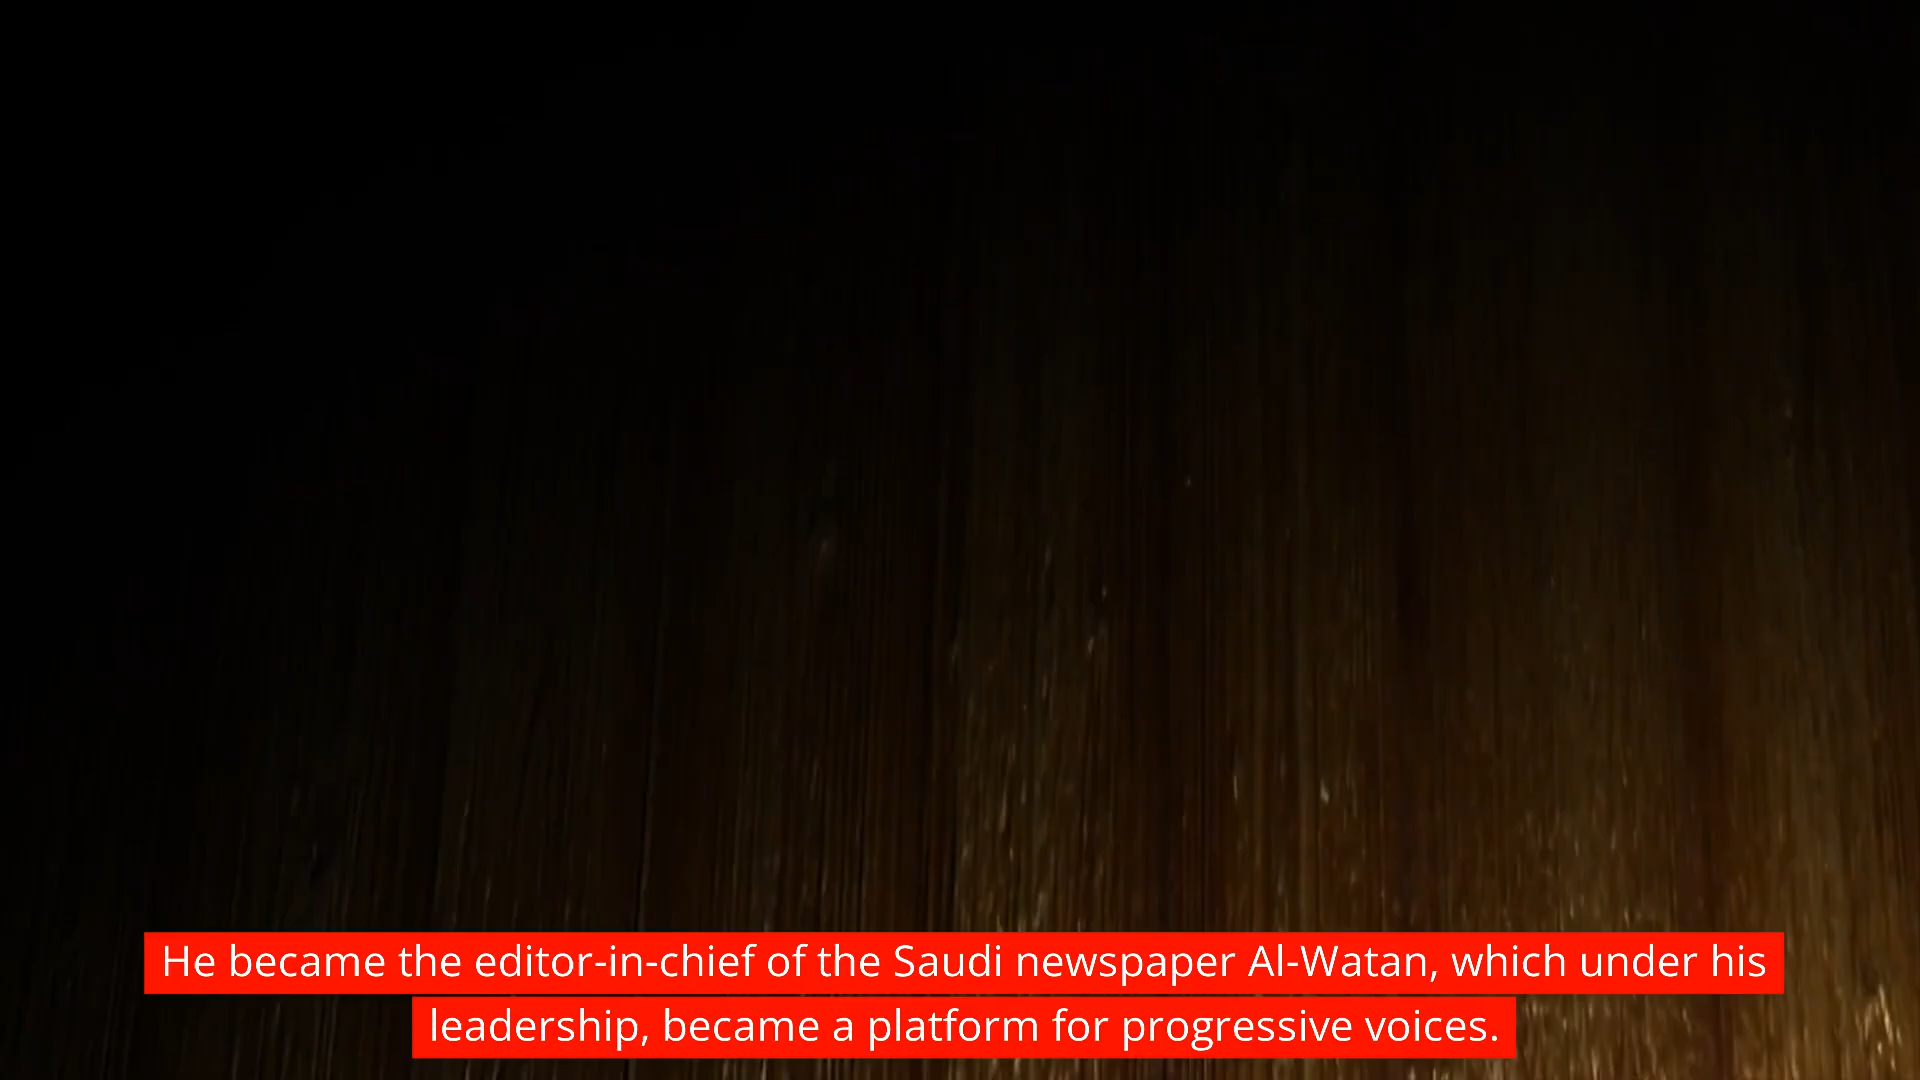 He became the editor-in-chief of the Saudi newspaper Al-Watan, which under his
leadership, became a platform for progressive voices.